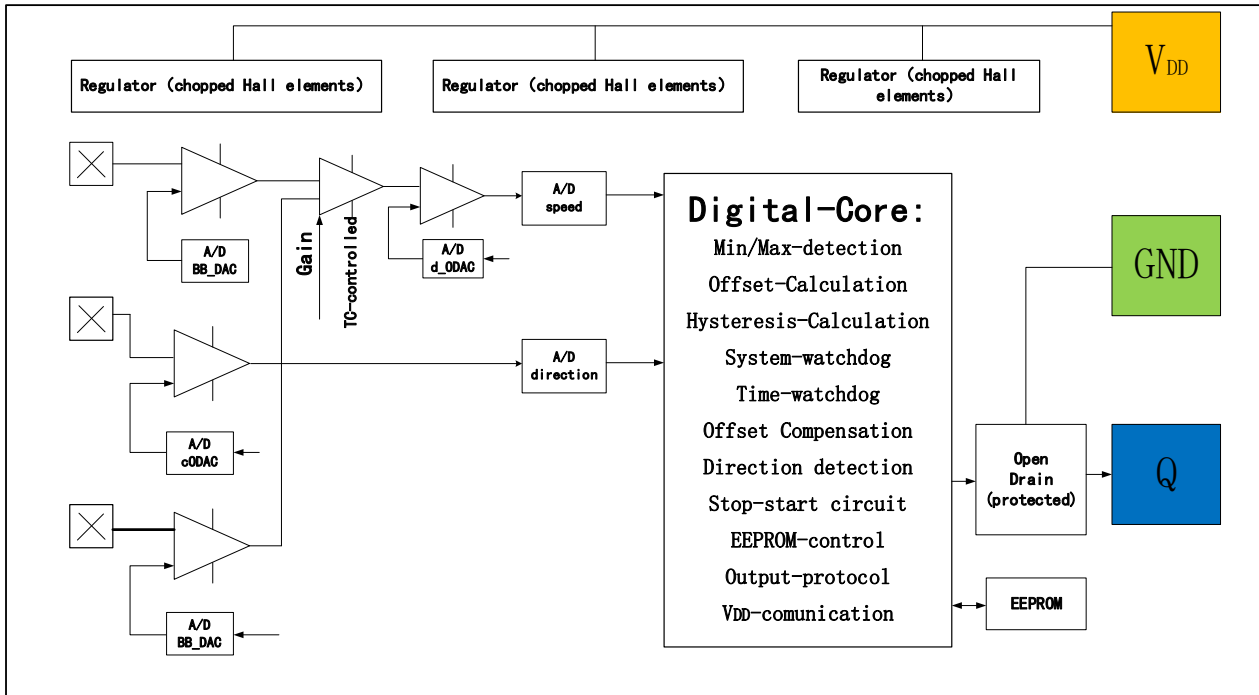 Regulator (chopped Hall elements)
Regulator (chopped Hall elements)
Regulator (chopped Hall
elements)
VDD
A/D
BB_DAC
Gain
TC-controlled
A/D
d_ODAC
A/D
speed
A/D
direction
A/D
cODAC
A/D
BB_DAC
Digital-Core:
Min/Max-detection
Offset-Calculation
Hysteresis-Calculation
System-watchdog
Time-watchdog
Offset Compensation
Direction detection
Stop-start circuit
EEPROM-control
Output-protocol
VDD-comunication
GND
Open
Drain
(protected)
Q
EEPROM